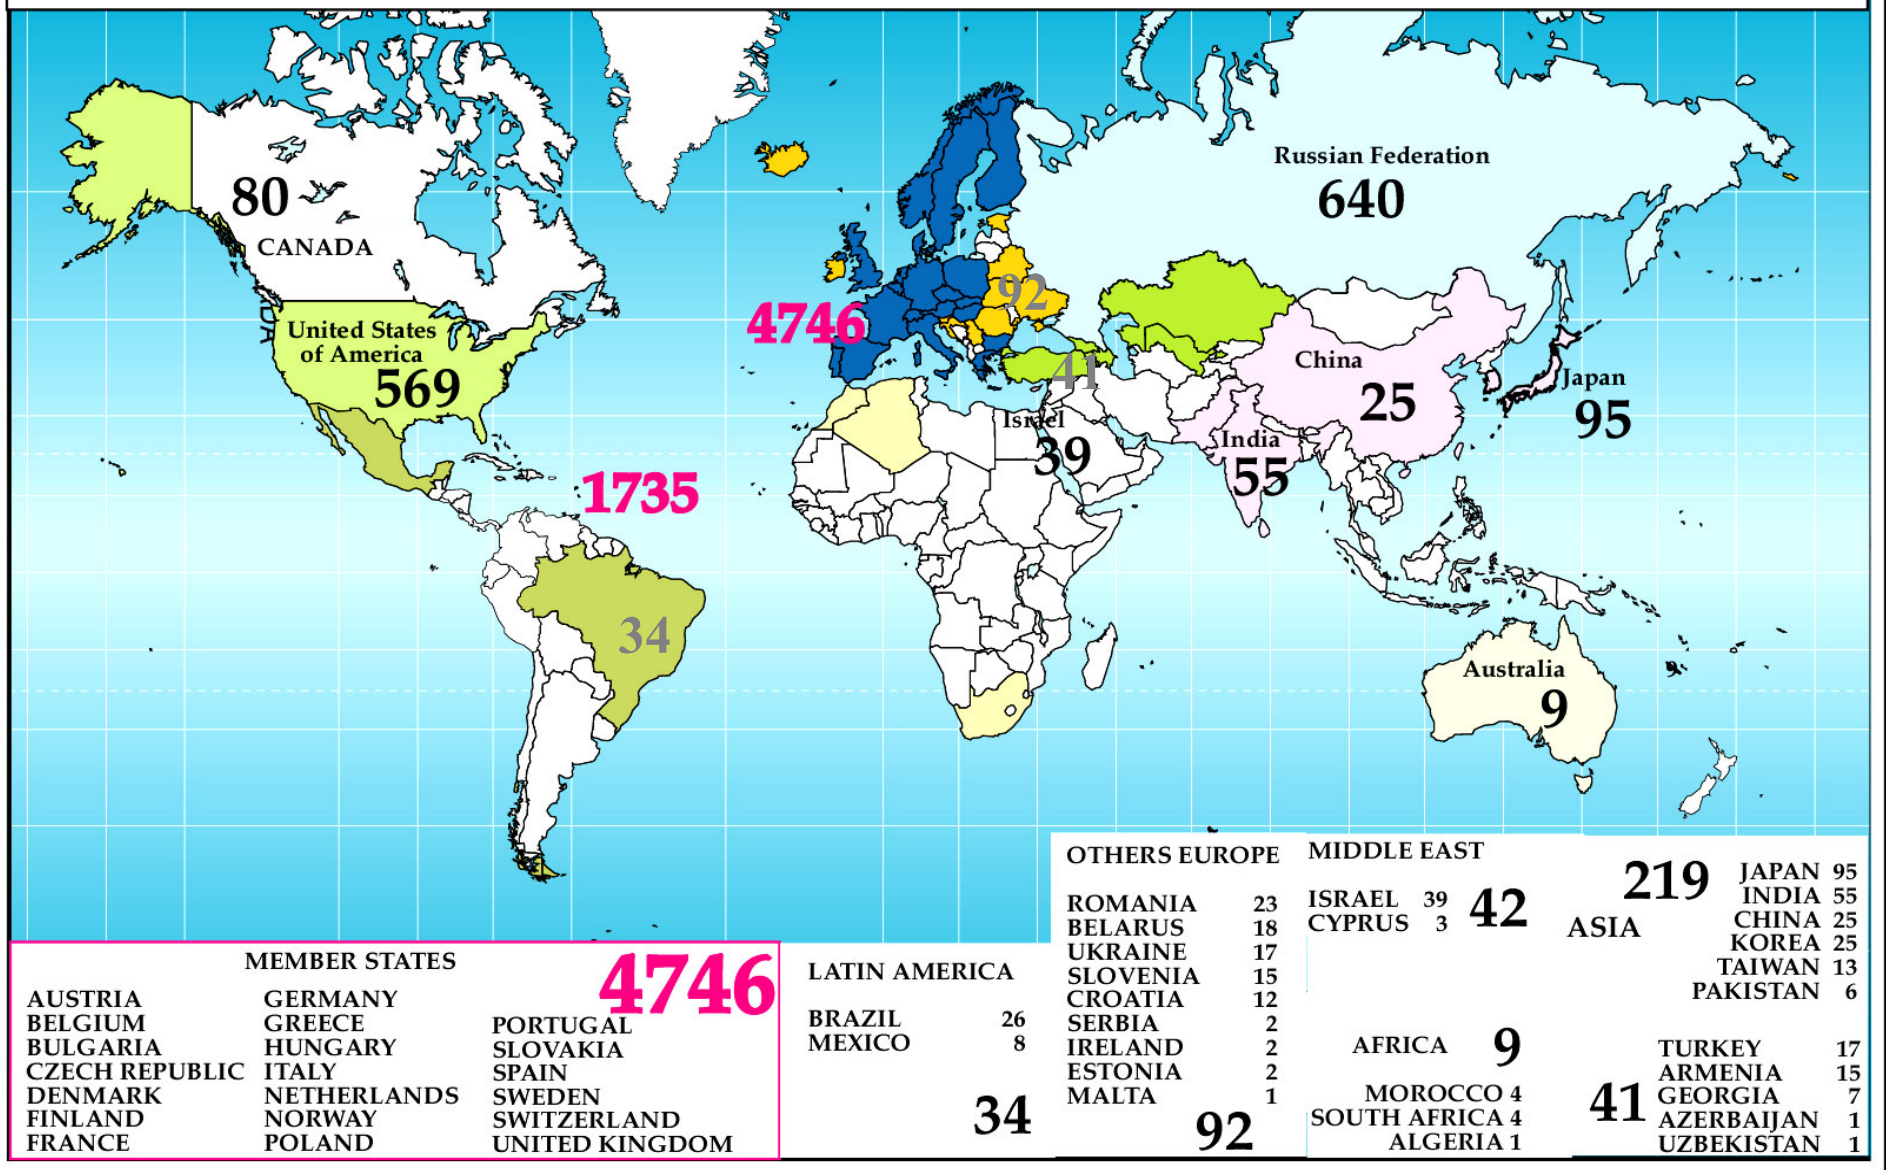 Russian Federation
640
80
CANADA
United States
of America
569
4746
92
41
China
25
Japan
95
Israel
39
India
55
1735
34
Australia
9
MEMBER STATES
4746
AUSTRIA
BELGIUM
BULGARIA
CZECH REPUBLIC
DENMARK
FINLAND
FRANCE
GERMANY
GREECE
HUNGARY
ITALY
NETHERLANDS
NORWAY
POLAND
PORTUGAL
SLOVAKIA
SPAIN
SWEDEN
SWITZERLAND
UNITED KINGDOM
LATIN AMERICA
BRAZIL 26
MEXICO 8
34
OTHERS EUROPE
ROMANIA 23
BELARUS 18
UKRAINE 17
SLOVENIA 15
CROATIA 12
SERBIA 2
IRELAND 2
ESTONIA 2
MALTA 1
92
MIDDLE EAST
ISRAEL 39
CYPRUS 3
42
AFRICA 9
MOROCCO 4
SOUTH AFRICA 4
ALGERIA 1
219
ASIA
JAPAN 95
INDIA 55
CHINA 25
KOREA 25
TAIWAN 13
PAKISTAN 6
41
TURKEY 17
ARMENIA 15
GEORGIA 7
AZERBAIJAN 1
UZBEKISTAN 1